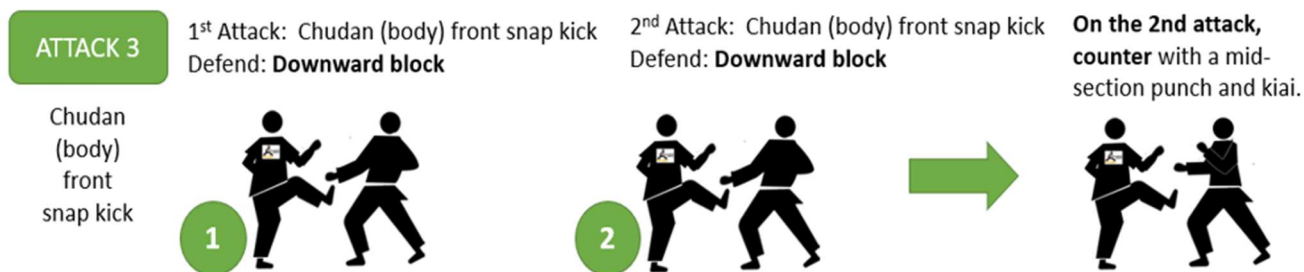 ATTACK 3
Chudan
(body)
front
snap kick
1st Attack: Chudan (body) front snap kick
Defend: Downward block
1
2nd Attack: Chudan (body) front snap kick
Defend: Downward block
2
On the 2nd attack,
counter with a mid-
section punch and kiai.